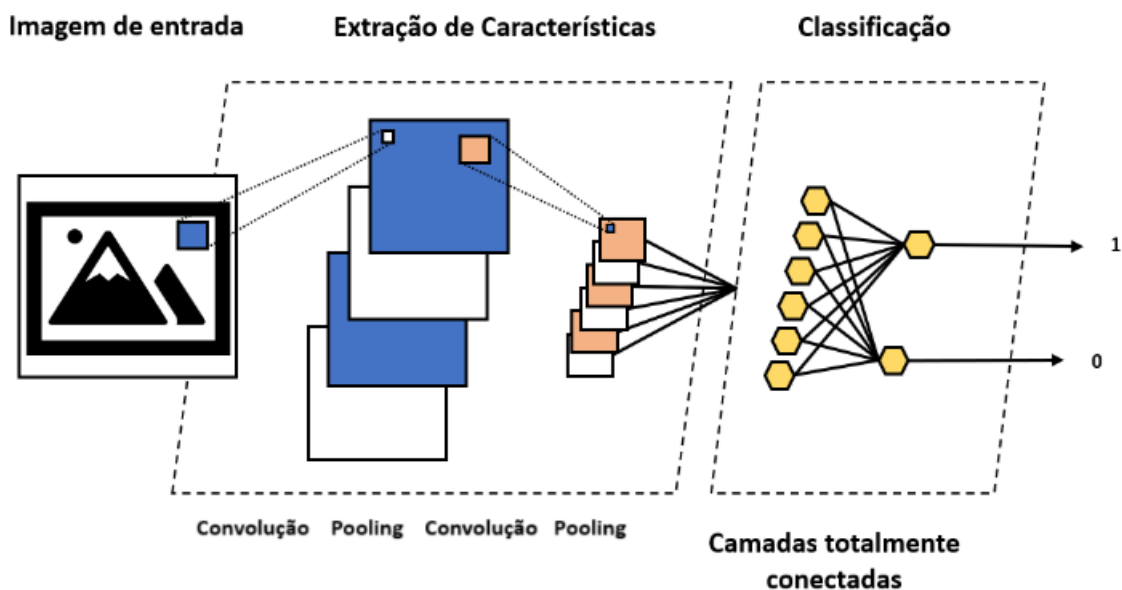 Imagem de entrada
Extração de Características
Classificação
1
0
Convolução Pooling Convolução Pooling
Camadas totalmente
conectadas